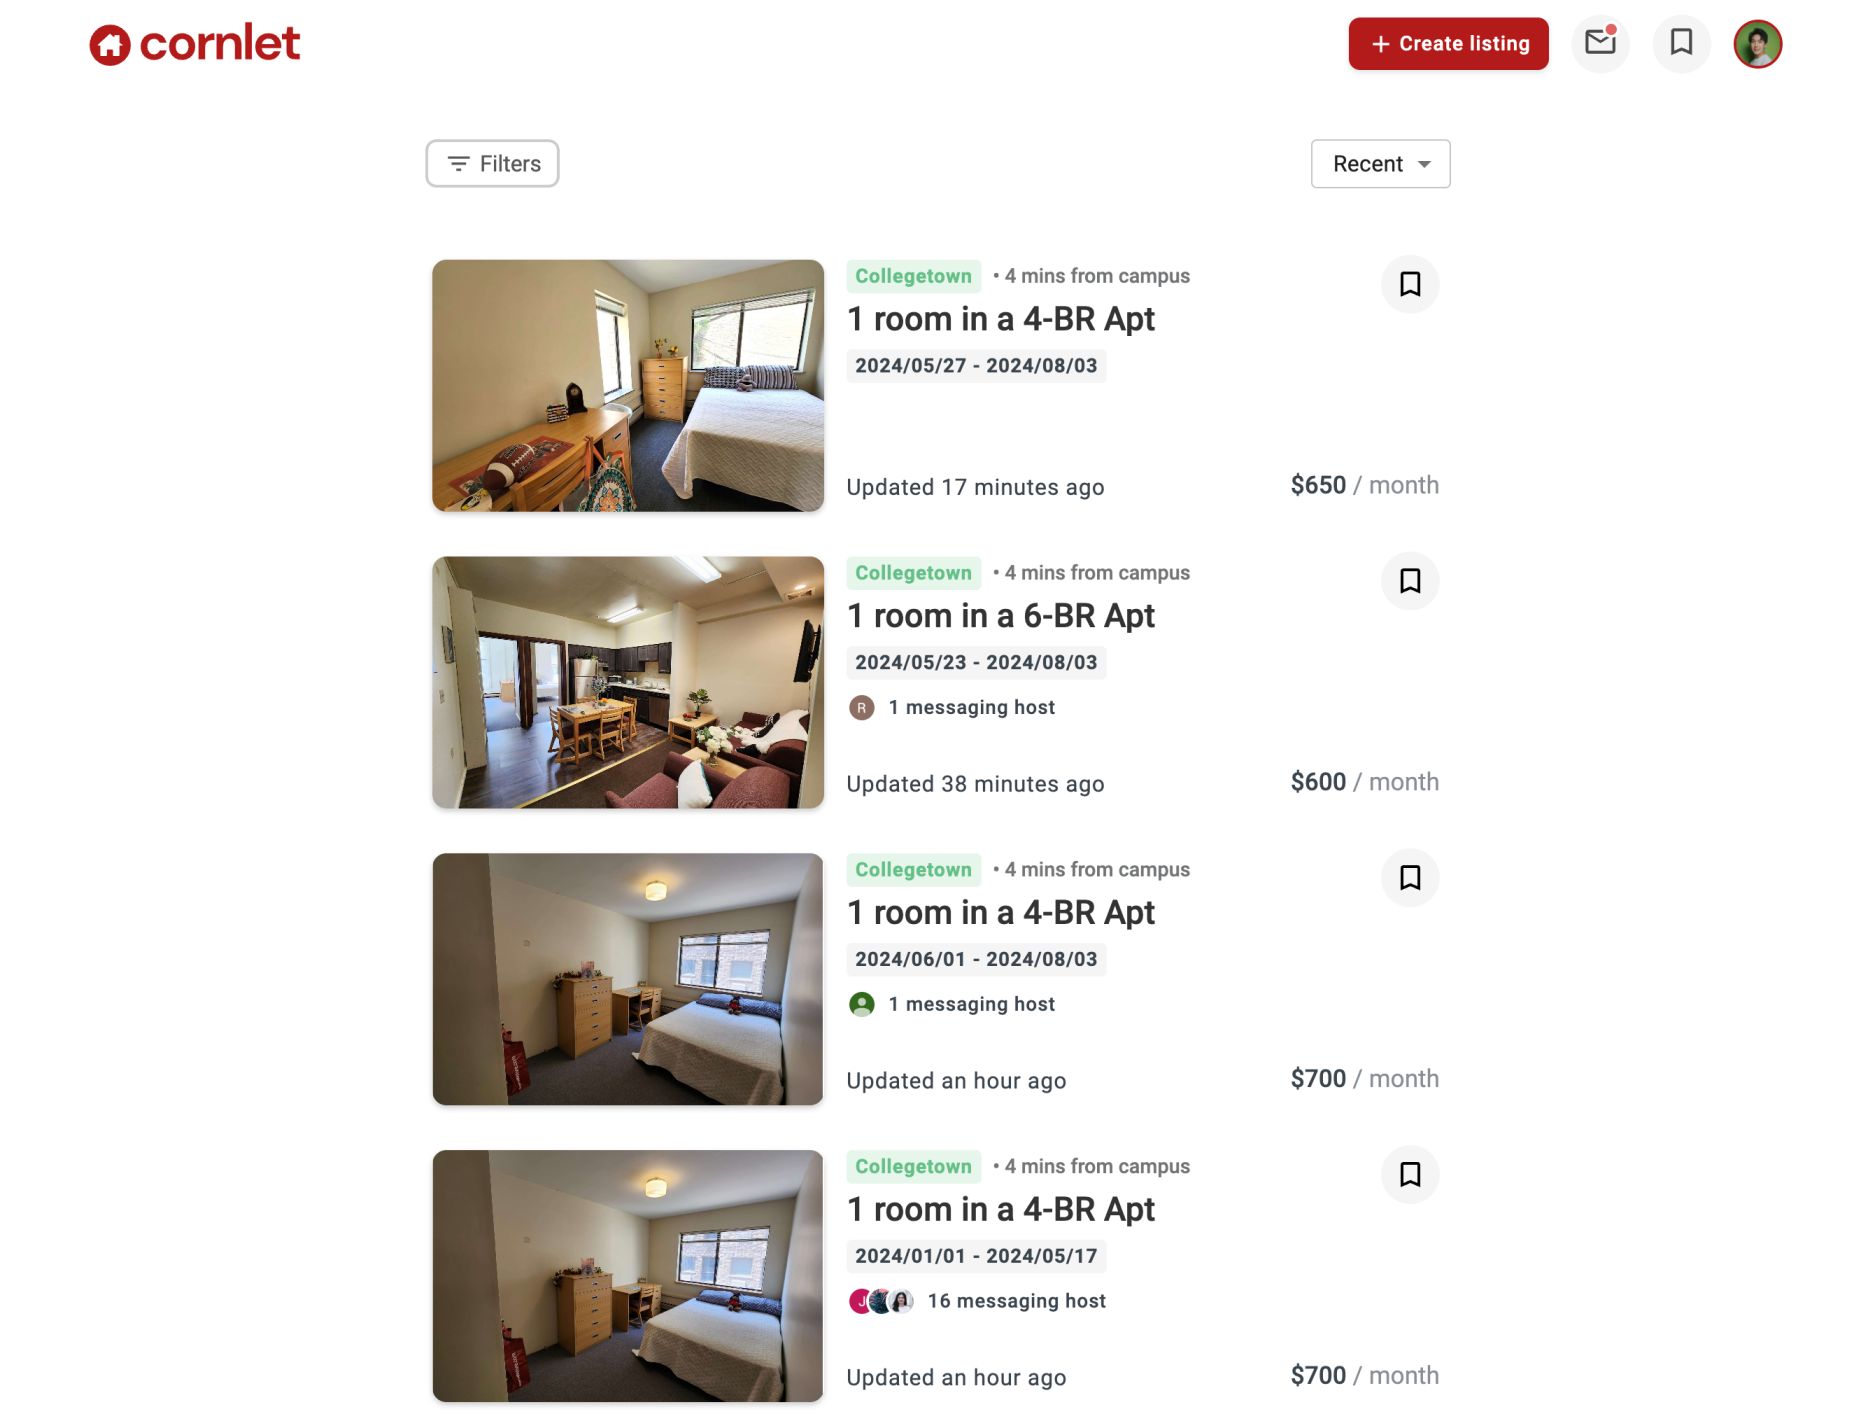 cornlet
+ Create listing
Filters
Recent
Collegetown • 4 mins from campus
1 room in a 4-BR Apt
2024/05/27 - 2024/08/03
Updated 17 minutes ago
$650 / month
Collegetown • 4 mins from campus
1 room in a 6-BR Apt
2024/05/23 - 2024/08/03
R 1 messaging host
Updated 38 minutes ago
$600 / month
Collegetown • 4 mins from campus
1 room in a 4-BR Apt
2024/06/01 - 2024/08/03
1 messaging host
Updated an hour ago
$700 / month
Collegetown • 4 mins from campus
1 room in a 4-BR Apt
2024/01/01 - 2024/05/17
J 16 messaging host
Updated an hour ago
$700 / month